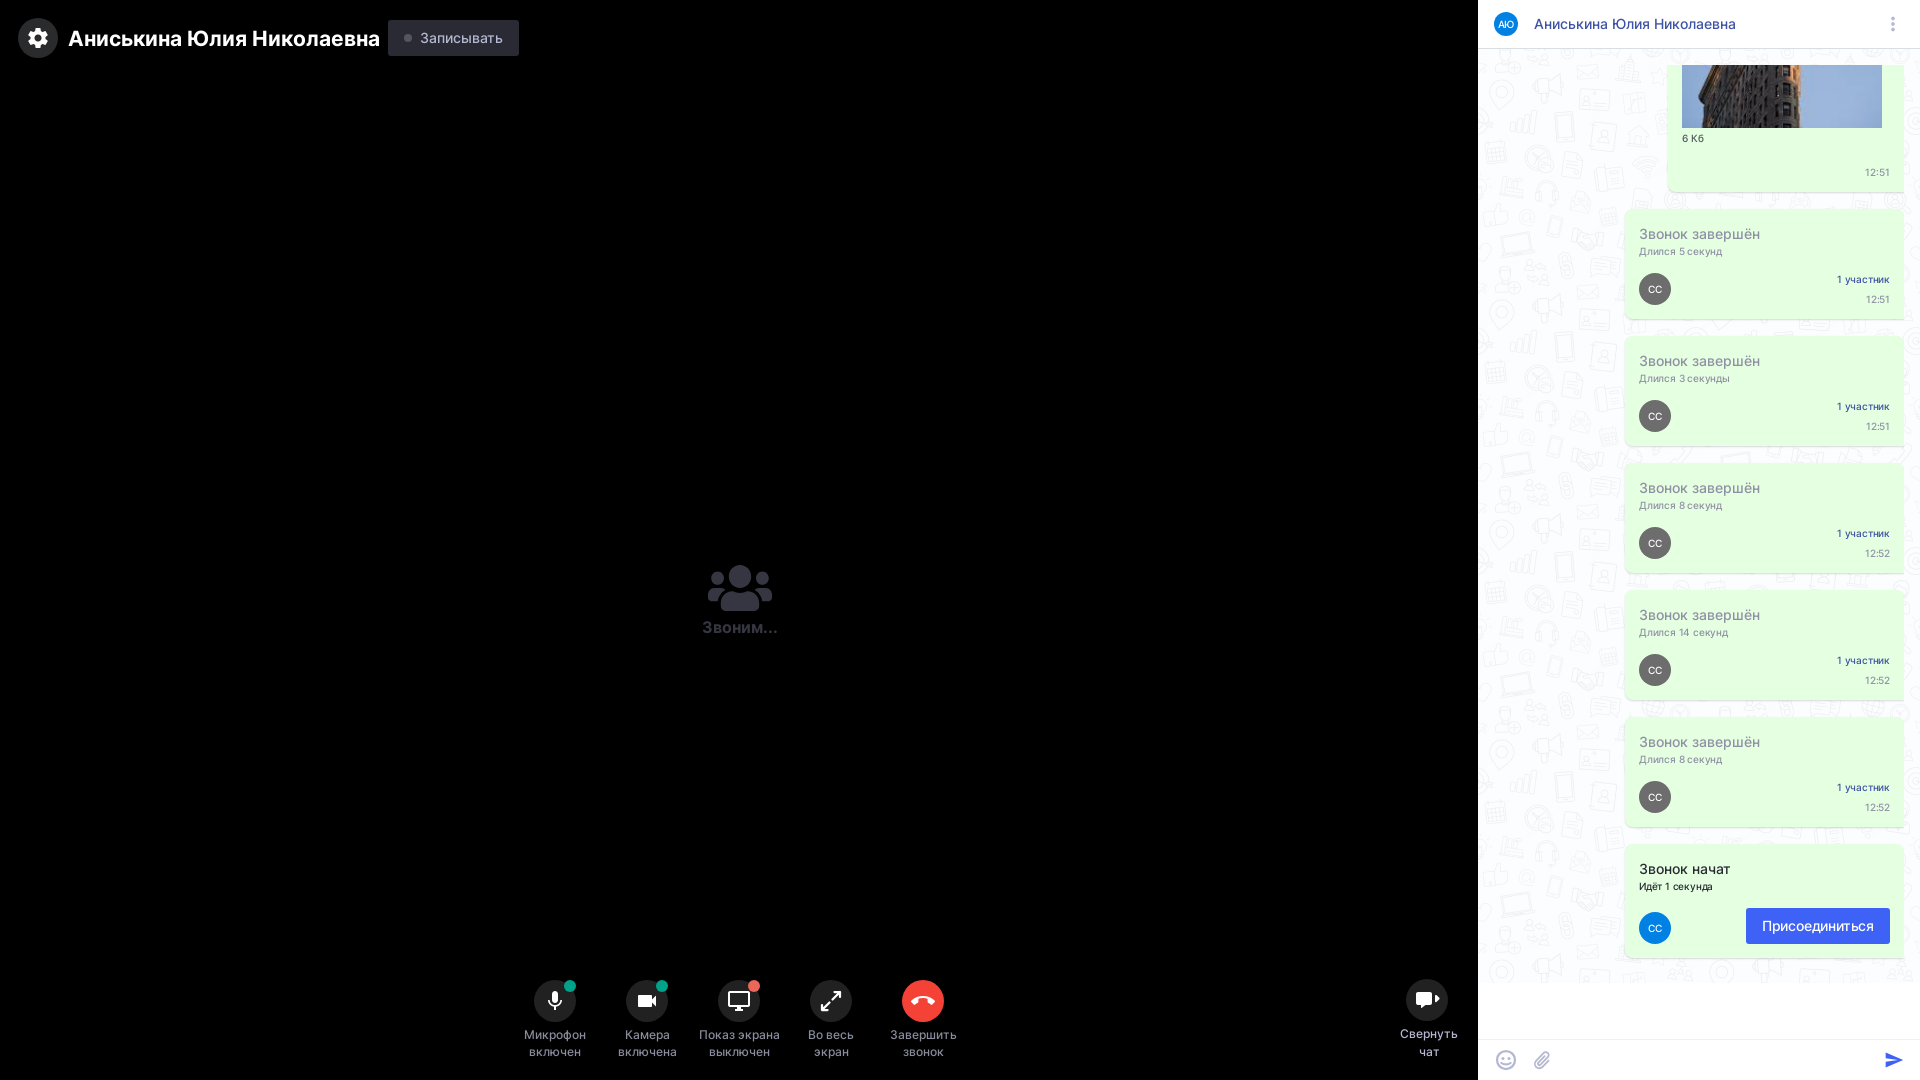 Аниськина Юлия Николаевна
Записывать
Звоним...
Микрофон
включен
Камера
включена
Показ экрана
выключен
Во весь
экран
Завершить
звонок
Свернуть
чат
АЮ
Аниськина Юлия Николаевна
6 Кб
12:51
Звонок завершён
Длился 5 секунд
СС
1 участник
12:51
Звонок завершён
Длился 3 секунды
СС
1 участник
12:51
Звонок завершён
Длился 8 секунд
СС
1 участник
12:52
Звонок завершён
Длился 14 секунд
СС
1 участник
12:52
Звонок завершён
Длился 8 секунд
СС
1 участник
12:52
Звонок начат
Идёт 1 секунда
СС
Присоединиться